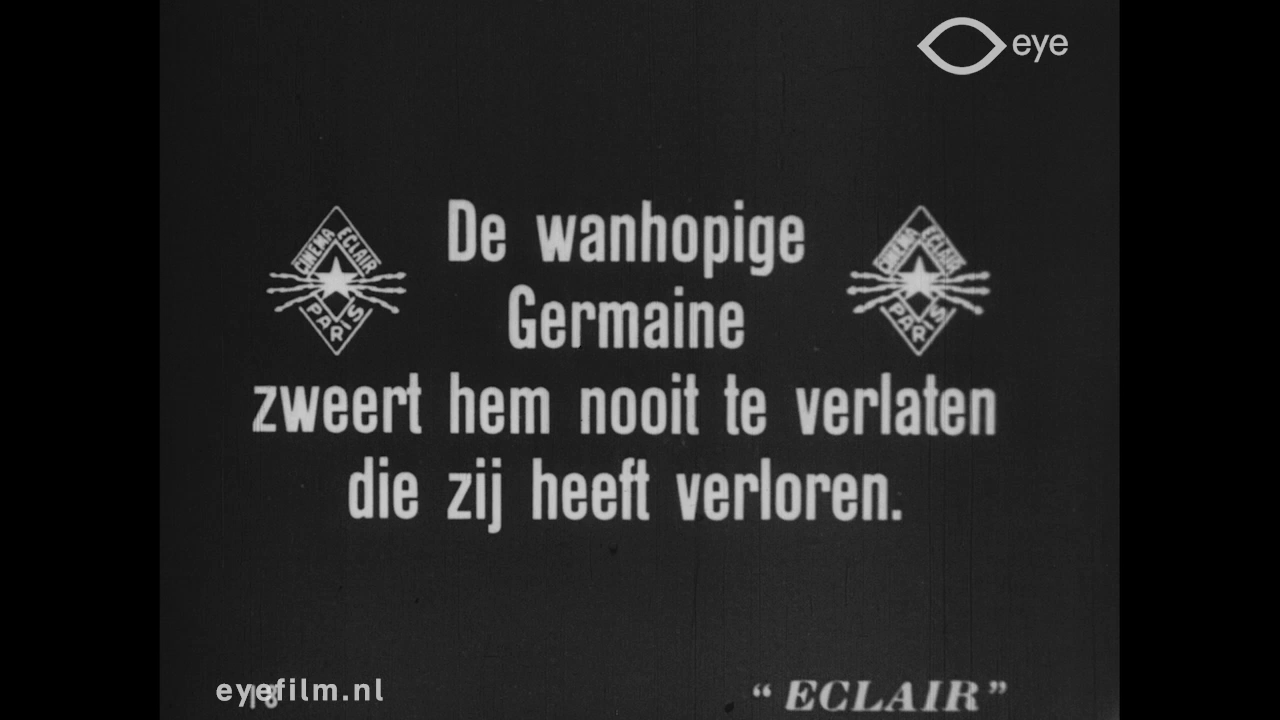 eye
De wanhopige
CINEMA ECLAIR
PARIS
CINEMA ECLAIR
PARIS
Germaine
zweert hem nooit te verlaten
die zij heeft verloren.
eyefilm.nl
18
“ ECLAIR ”